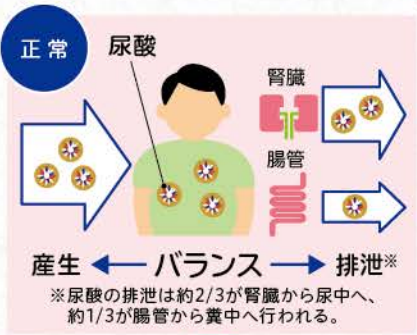 正常
尿酸
腎臓
腸管
産生 バランス 排泄※
※尿酸の排泄は約2/3が腎臓から尿中へ、
約1/3が腸管から糞中へ行われる。